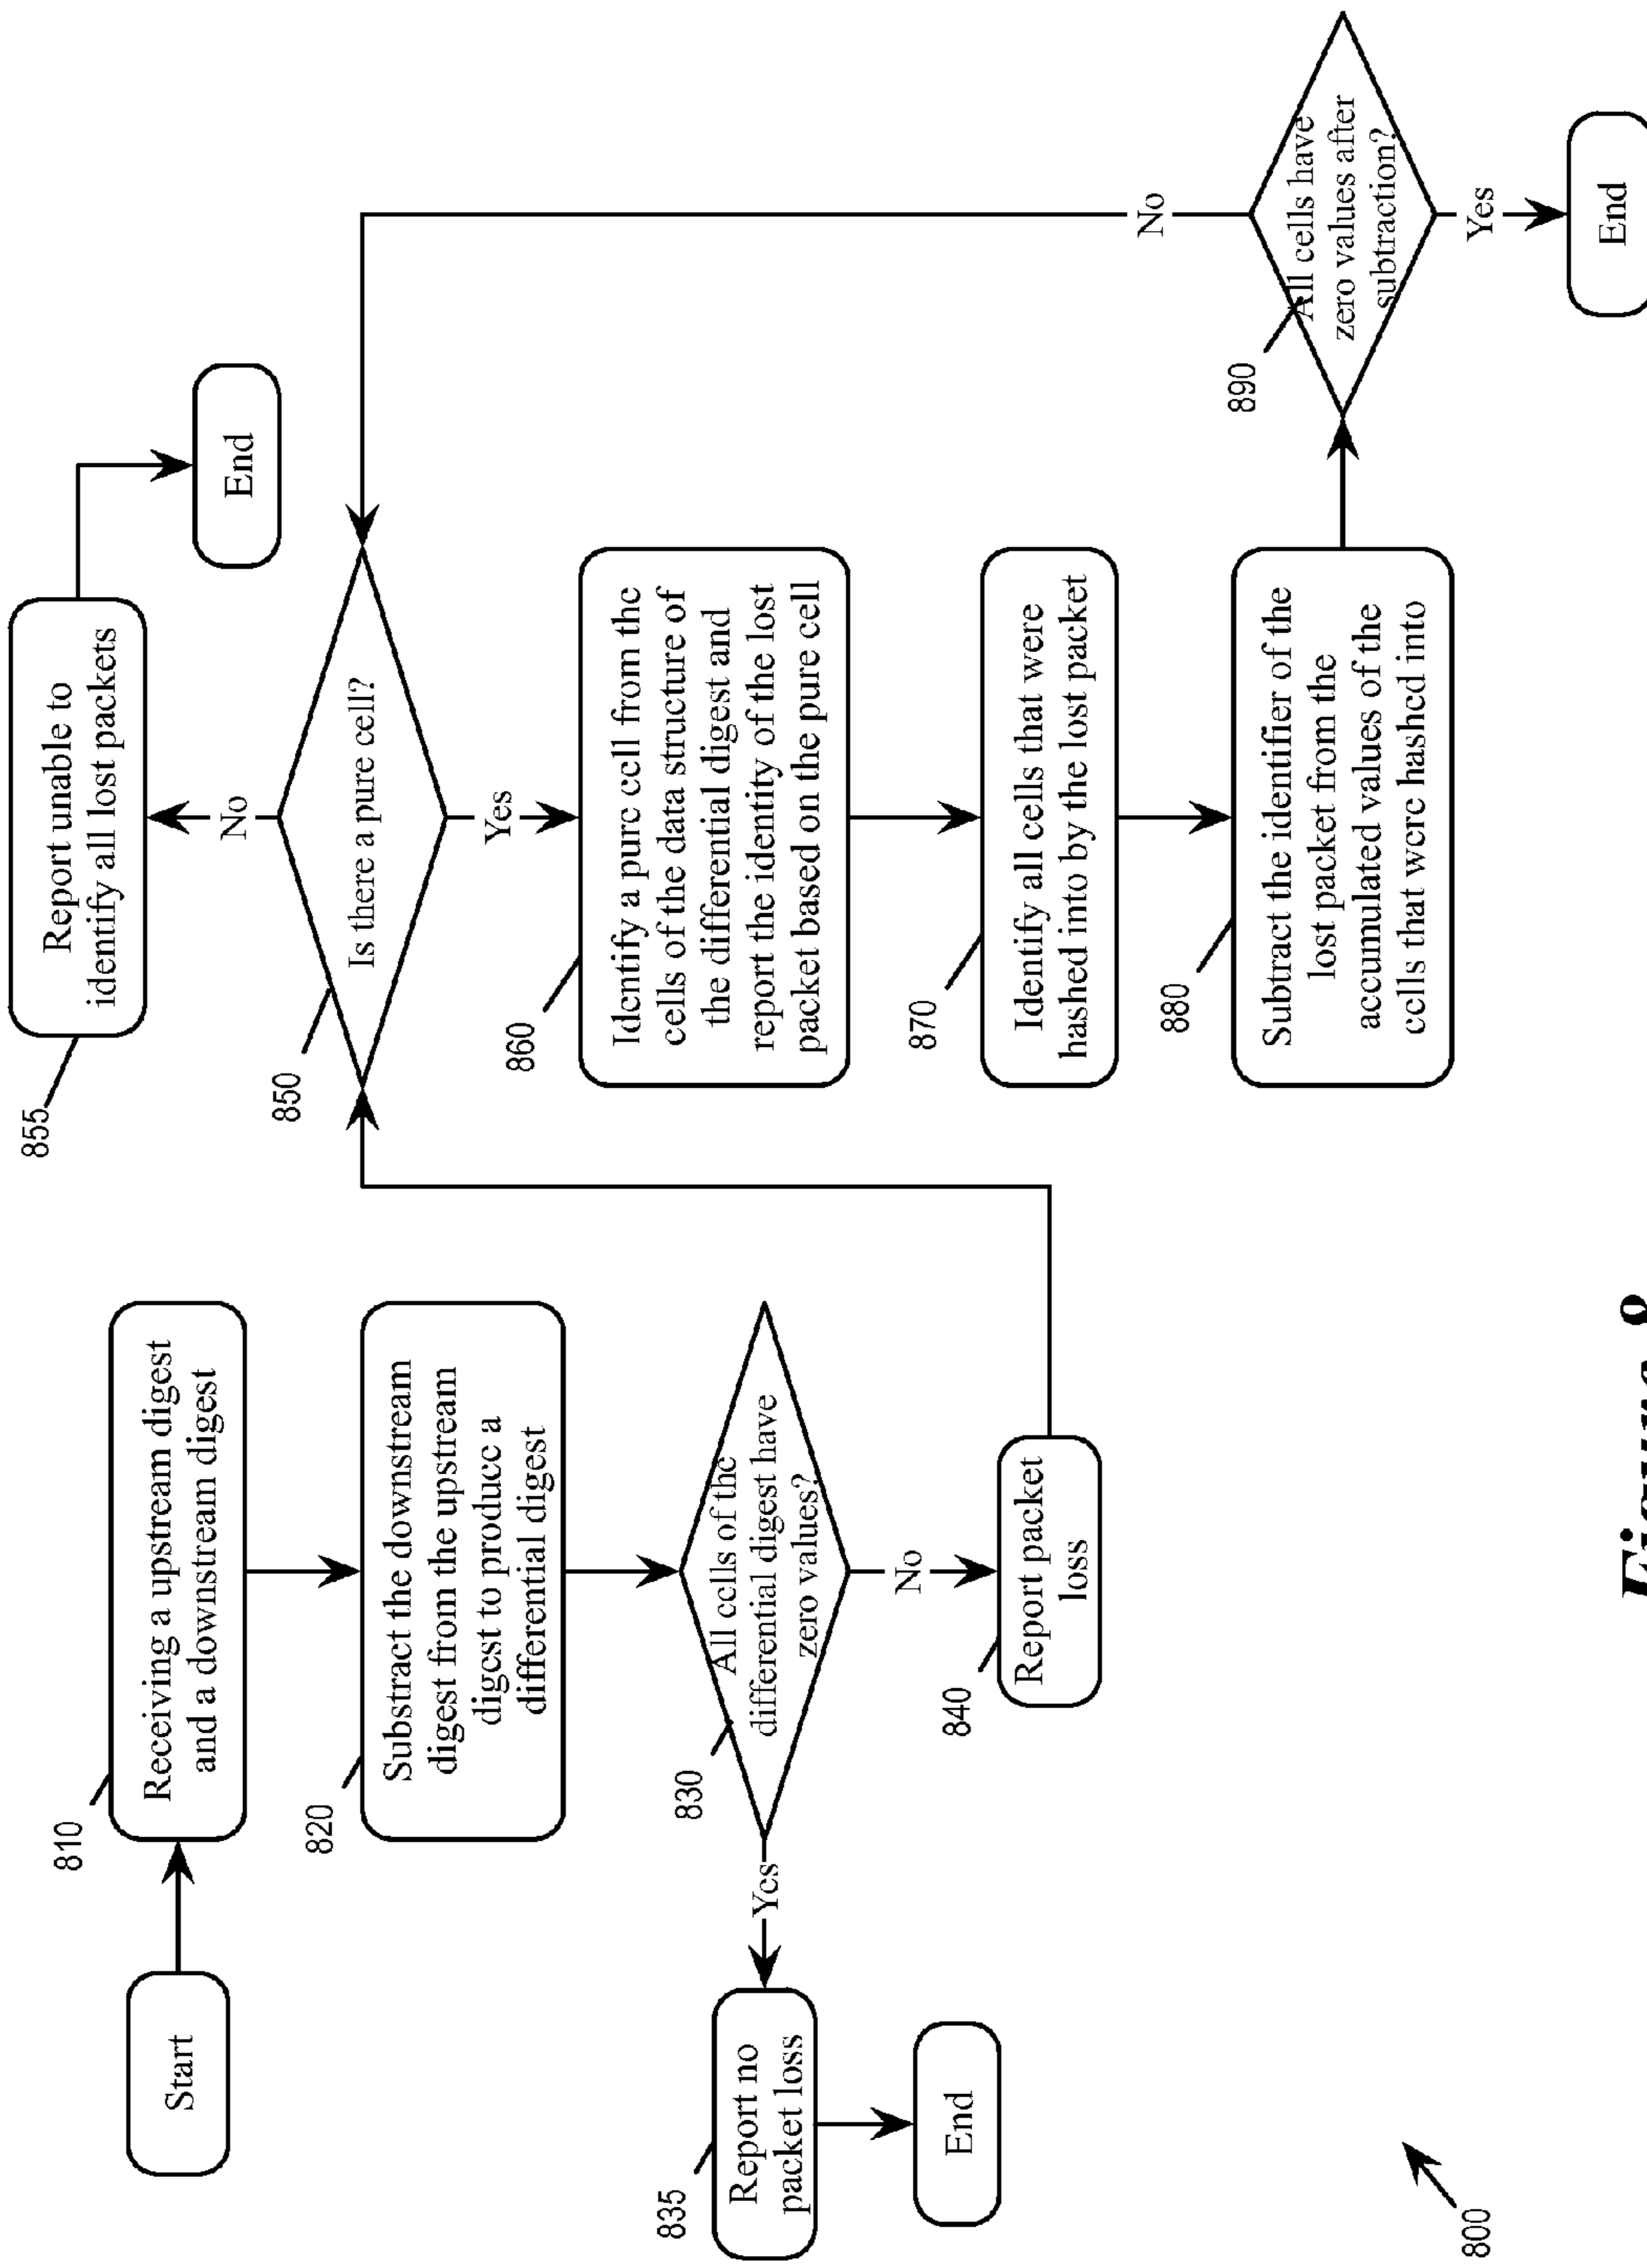 Start
810
Receiving a upstream digest
and a downstream digest
820
Substract the downstream
digest from the upstream
digest to produce a
differential digest
830
All cells of the
differential digest have
zero values?
Yes
835
Report no
packet loss
End
No
840
Report packet
loss
850
Is there a pure cell?
No
855
Report unable to
identify all lost packets
End
Yes
860
Identify a pure cell from the
cells of the data structure of
the differential digest and
report the identity of the lost
packet based on the pure cell
870
Identify all cells that were
hashed into by the lost packet
880
Subtract the identifier of the
lost packet from the
accumulated values of the
cells that were hashed into
890
All cells have
zero values after
subtraction?
No
Yes
End
800
Figure 8